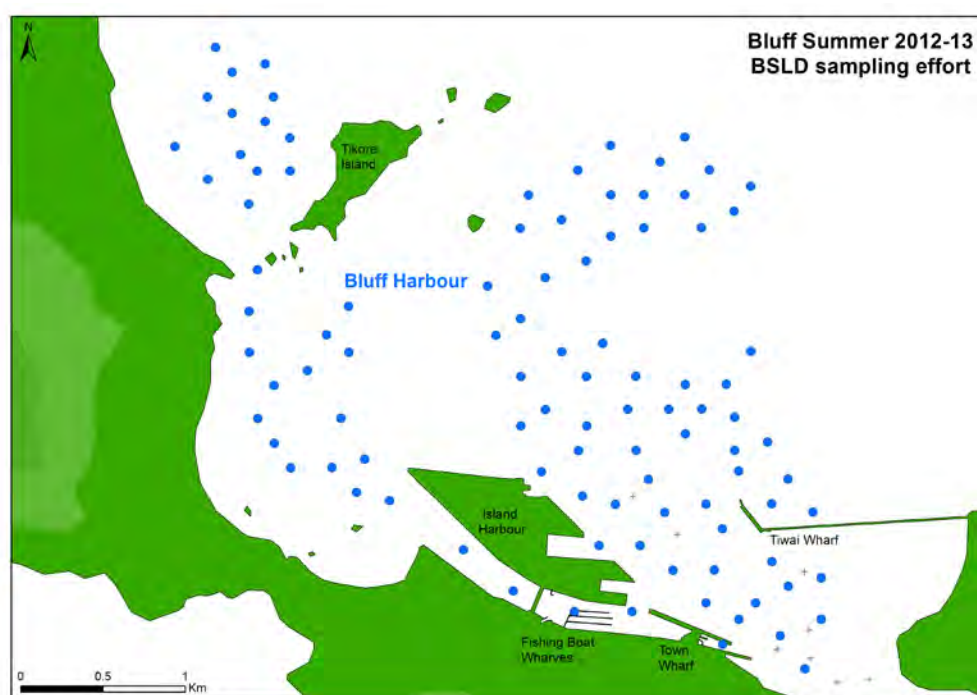 N
Bluff Summer 2012-13
BSLD sampling effort
Tikore
Island
Bluff Harbour
Island
Harbour
Tiwai Wharf
Fishing Boat
Wharves
Town
Wharf
0 0.5 1
Km